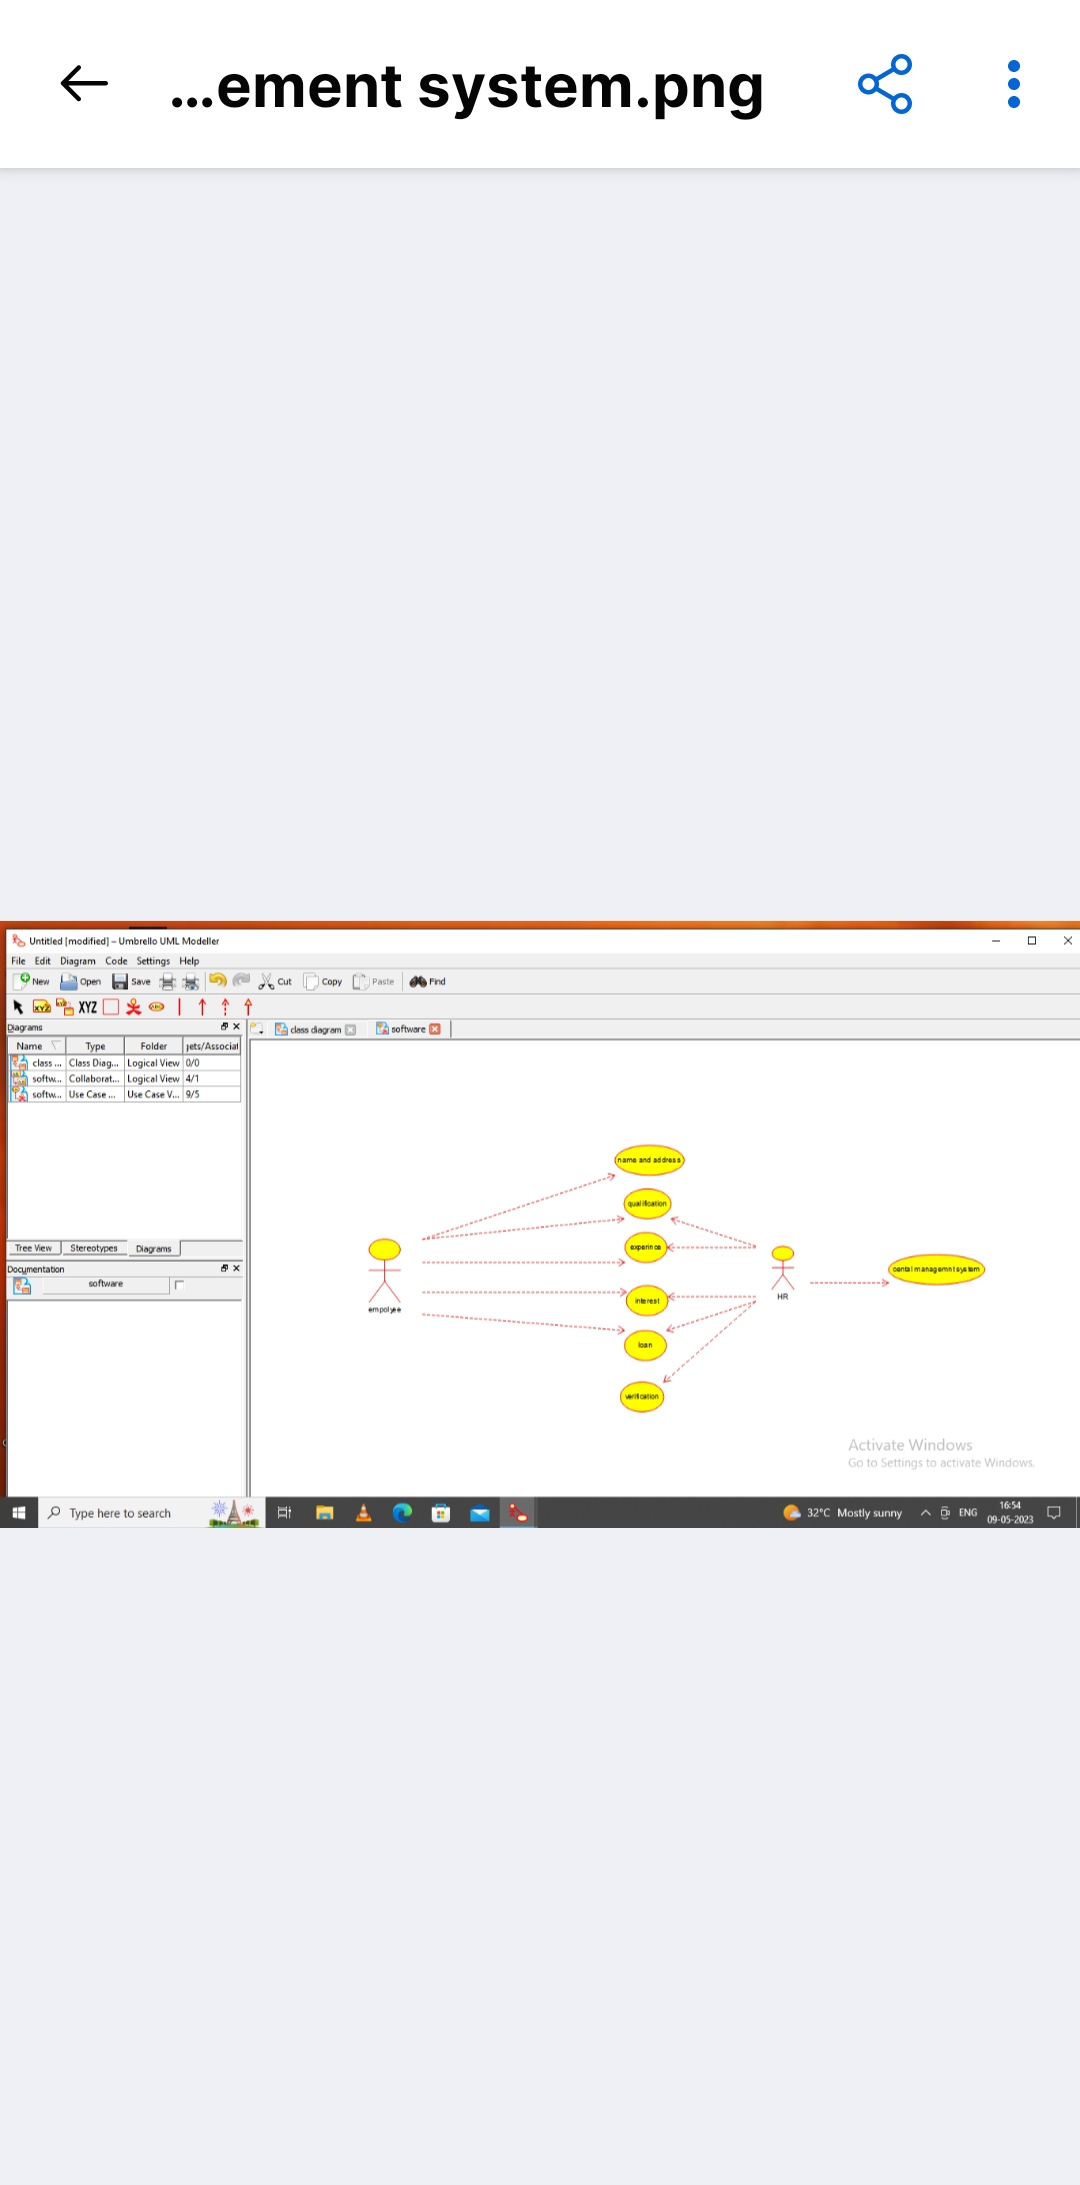 ...ement system.png
Untitled [modified] – Umbrello UML Modeller
File Edit Diagram Code Settings Help
New Open Save Cut Copy Paste Find
XYZ XYZ
Diagrams
class diagram software
Name Type Folder jets/Associat
class ... Class Diag... Logical View 0/0
softw... Collaborat... Logical View 4/1
softw... Use Case ... Use Case V... 9/5
name and address
qualification
experince
empolyee
interest
HR
cental managemnt system
loan
verification
Tree View Stereotypes Diagrams
Documentation
software
Activate Windows
Go to Settings to activate Windows.
Type here to search
32°C Mostly sunny ENG 16:54
09-05-2023